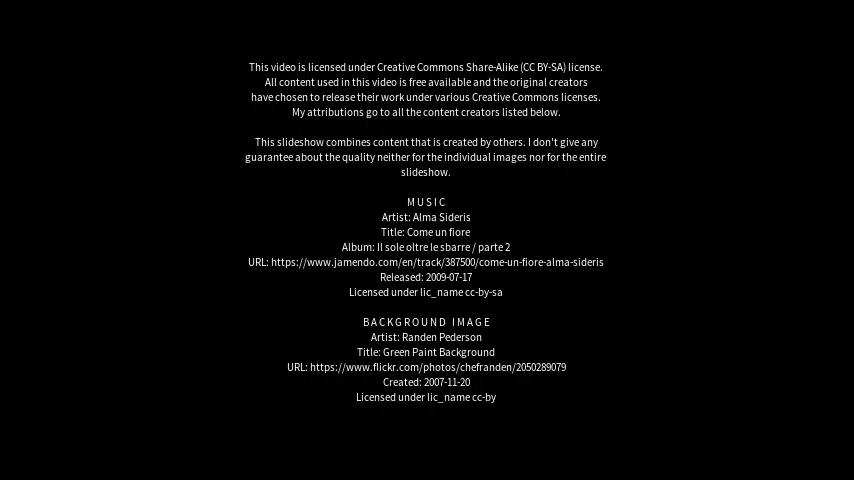 This video is licensed under Creative Commons Share-Alike (CC BY-SA) license.
All content used in this video is free available and the original creators
have chosen to release their work under various Creative Commons licenses.
My attributions go to all the content creators listed below.
This slideshow combines content that is created by others. I don't give any
guarantee about the quality neither for the individual images nor for the entire
slideshow.
MUSIC
Artist: Alma Sideris
Title: Come un fiore
Album: Il sole oltre le sbarre / parte 2
URL: https://www.jamendo.com/en/track/387500/come-un-fiore-alma-sideris
Released: 2009-07-17
Licensed under lic_name cc-by-sa
BACKGROUND IMAGE
Artist: Randen Pederson
Title: Green Paint Background
URL: https://www.flickr.com/photos/chefranden/2050289079
Created: 2007-11-20
Licensed under lic_name cc-by